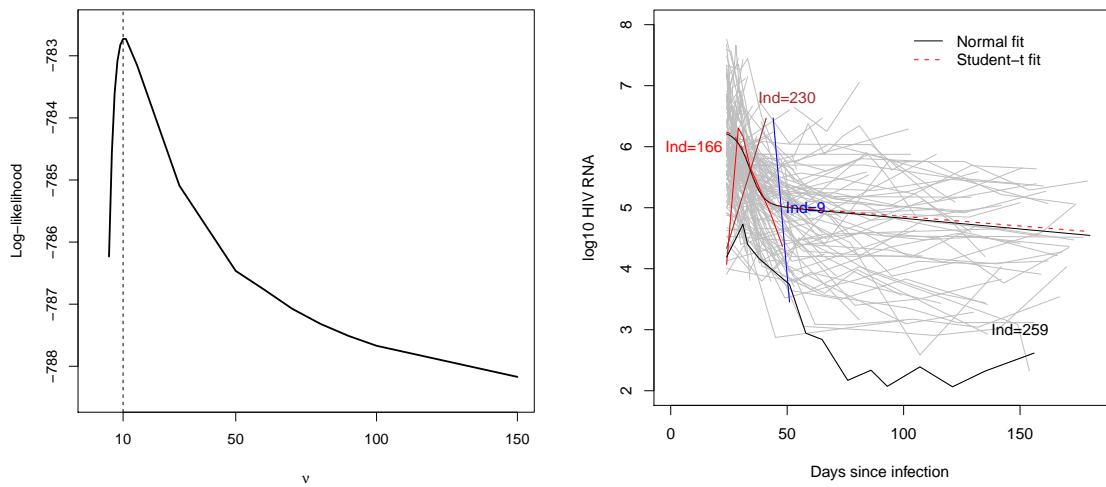 Log−likelihood
−783
−784
−785
−786
−787
−788
10
50
100
150
ν
log10 HIV RNA
8
7
6
5
4
3
2
Normal fit
Student−t fit
Ind=230
Ind=166
Ind=9
Ind=259
0
50
100
150
Days since infection